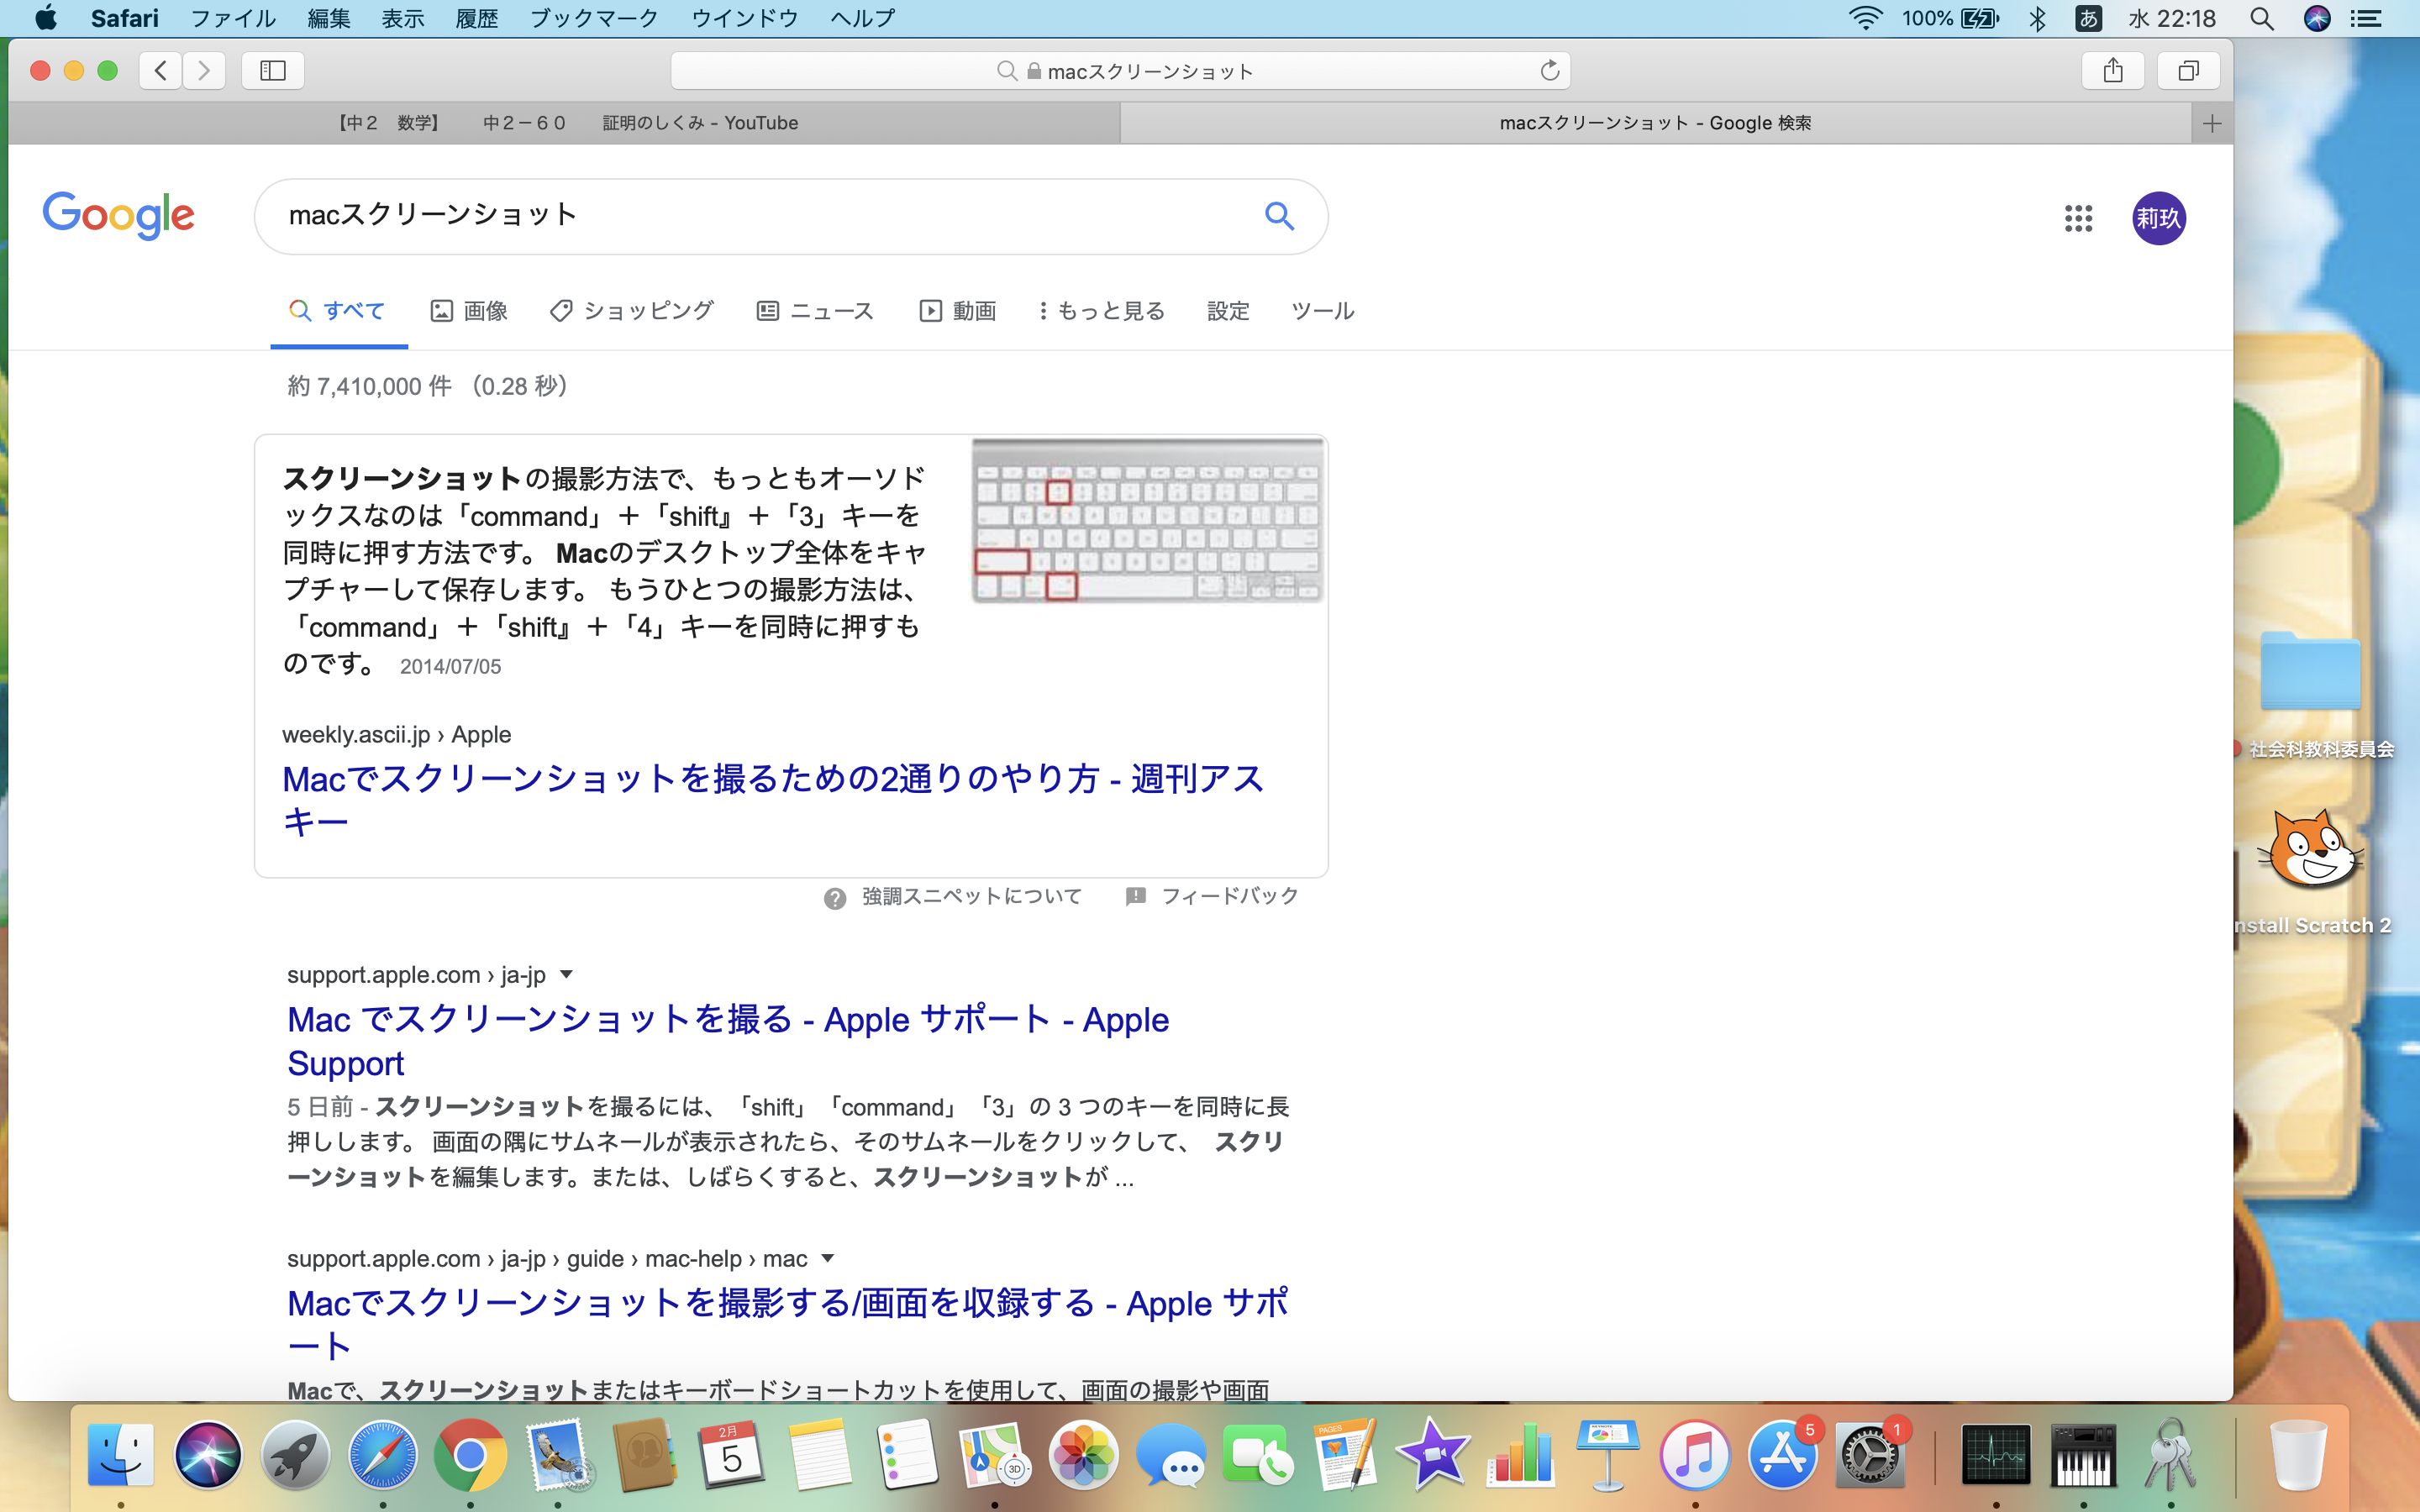 Safari ファイル 編集 表示 履歴 ブックマーク ウインドウ ヘルプ 100% あ 水 22:18
macスクリーンショット
【中２　数学】　　中２−６０　　証明のしくみ - YouTube
macスクリーンショット - Google 検索
Google
macスクリーンショット
莉玖
すべて 画像 ショッピング ニュース 動画 もっと見る 設定 ツール
約 7,410,000 件 （0.28 秒）
スクリーンショットの撮影方法で、もっともオーソド
ックスなのは「command」＋「shift』＋「3」キーを
同時に押す方法です。 Macのデスクトップ全体をキャ
プチャーして保存します。 もうひとつの撮影方法は、
「command」＋「shift』＋「4」キーを同時に押すも
のです。 2014/07/05
weekly.ascii.jp › Apple
Macでスクリーンショットを撮るための2通りのやり方 - 週刊アス
キー
強調スニペットについて フィードバック
support.apple.com › ja-jp
Mac でスクリーンショットを撮る - Apple サポート - Apple
Support
5 日前 - スクリーンショットを撮るには、「shift」「command」「3」の 3 つのキーを同時に長
押しします。 画面の隅にサムネールが表示されたら、そのサムネールをクリックして、 スクリ
ーンショットを編集します。または、しばらくすると、スクリーンショットが ...
support.apple.com › ja-jp › guide › mac-help › mac
Macでスクリーンショットを撮影する/画面を収録する - Apple サポ
ート
Macで、スクリーンショットまたはキーボードショートカットを使用して、画面の撮影や画面
社会科教科委員会
nstall Scratch 2
2月
5
3D
PAGES
5
1